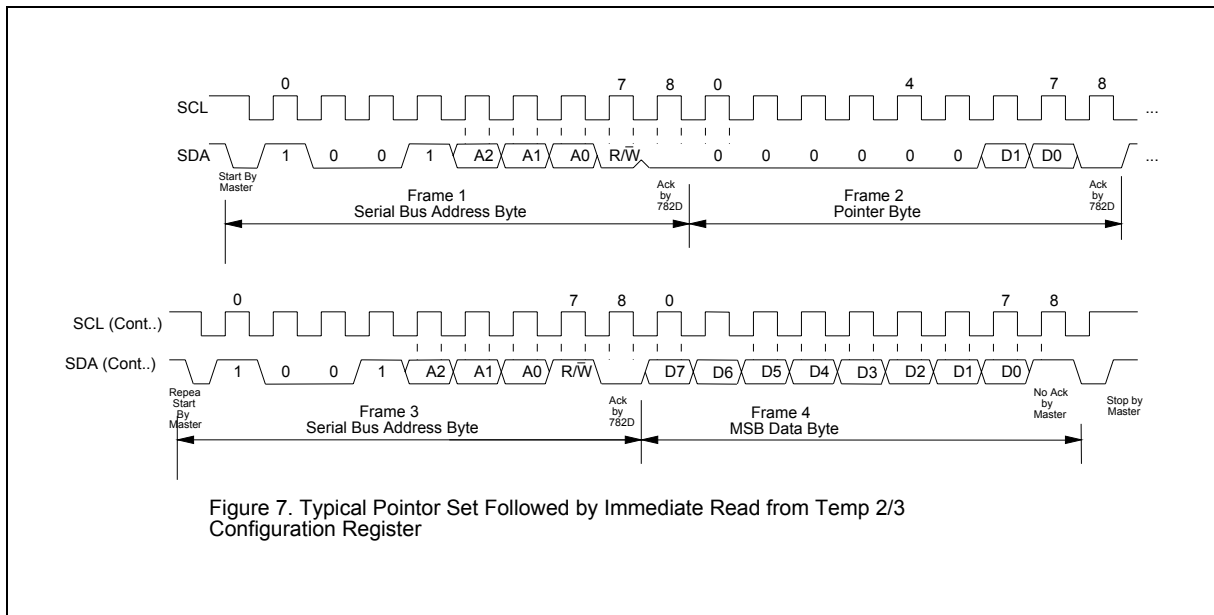 0 7 8 0 4 7 8
SCL ...
SDA 1 0 0 1 A2 A1 A0 R/W̅ 0 0 0 0 0 0 D1 D0 ...
Start By
Master
Frame 1
Serial Bus Address Byte
Ack
by
782D
Frame 2
Pointer Byte
Ack
by
782D
0 7 8 0 7 8
SCL (Cont..)
SDA (Cont..) 1 0 0 1 A2 A1 A0 R/W̅ D7 D6 D5 D4 D3 D2 D1 D0
Repea
Start
By
Master
Frame 3
Serial Bus Address Byte
Ack
by
782D
Frame 4
MSB Data Byte
No Ack
by
Master
Stop by
Master
Figure 7. Typical Pointor Set Followed by Immediate Read from Temp 2/3
Configuration Register